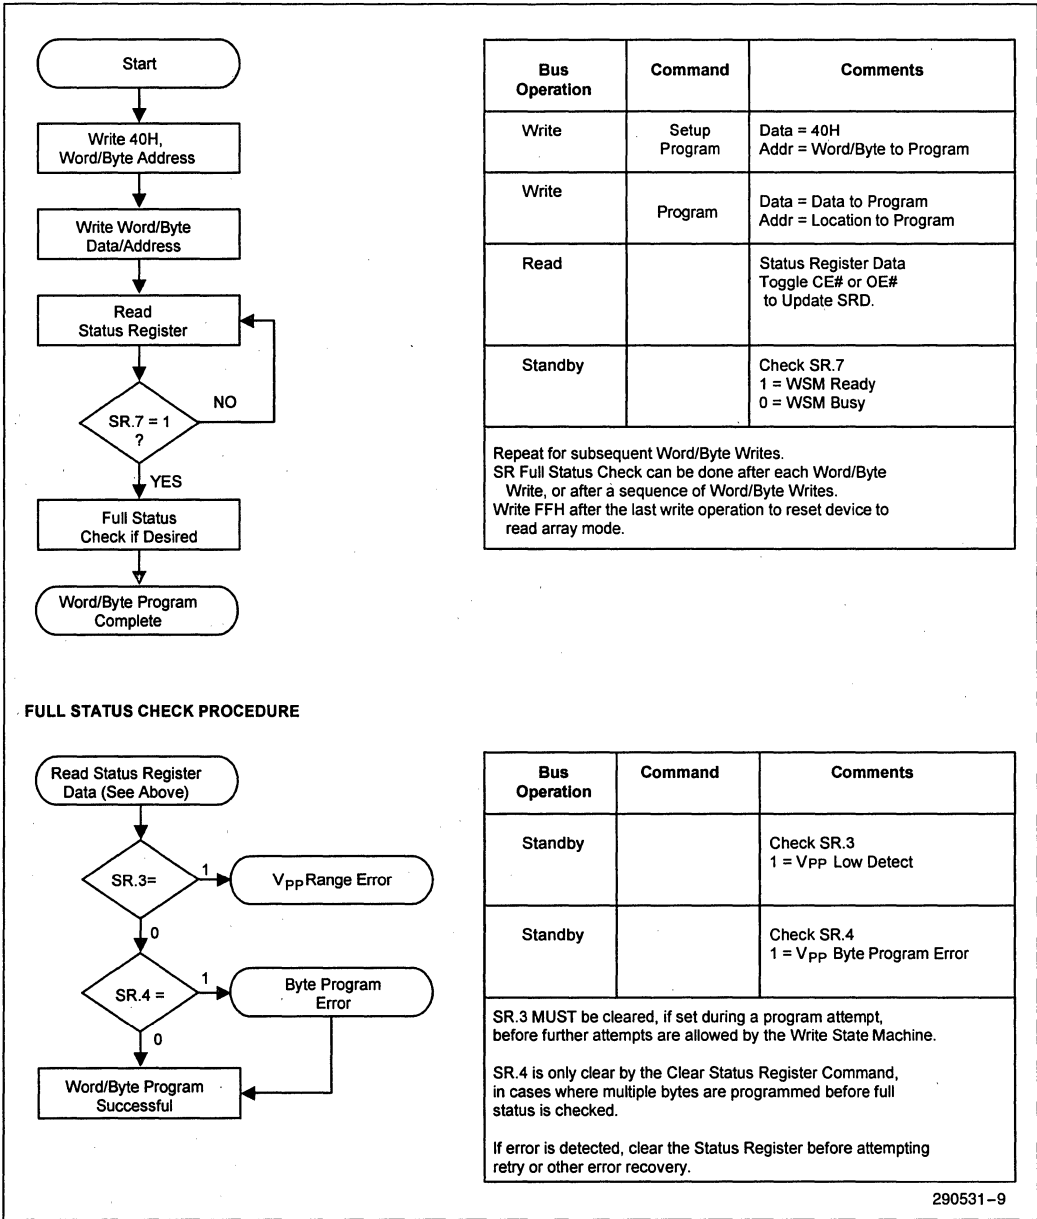 Start
Write 40H,
Word/Byte Address
Write Word/Byte
Data/Address
Read
Status Register
SR.7 = 1
?
NO
YES
Full Status
Check if Desired
Word/Byte Program
Complete
Bus
Operation
Command
Comments
Write
Setup
Program
Data = 40H
Addr = Word/Byte to Program
Write
Program
Data = Data to Program
Addr = Location to Program
Read
Status Register Data
Toggle CE# or OE#
to Update SRD.
Standby
Check SR.7
1 = WSM Ready
0 = WSM Busy
Repeat for subsequent Word/Byte Writes.
SR Full Status Check can be done after each Word/Byte
Write, or after a sequence of Word/Byte Writes.
Write FFH after the last write operation to reset device to
read array mode.
FULL STATUS CHECK PROCEDURE
Read Status Register
Data (See Above)
SR.3=
1
VPP Range Error
0
SR.4 =
1
Byte Program
Error
0
Word/Byte Program
Successful
Bus
Operation
Command
Comments
Standby
Check SR.3
1 = VPP Low Detect
Standby
Check SR.4
1 = VPP Byte Program Error
SR.3 MUST be cleared, if set during a program attempt,
before further attempts are allowed by the Write State Machine.
SR.4 is only clear by the Clear Status Register Command,
in cases where multiple bytes are programmed before full
status is checked.
If error is detected, clear the Status Register before attempting
retry or other error recovery.
290531–9